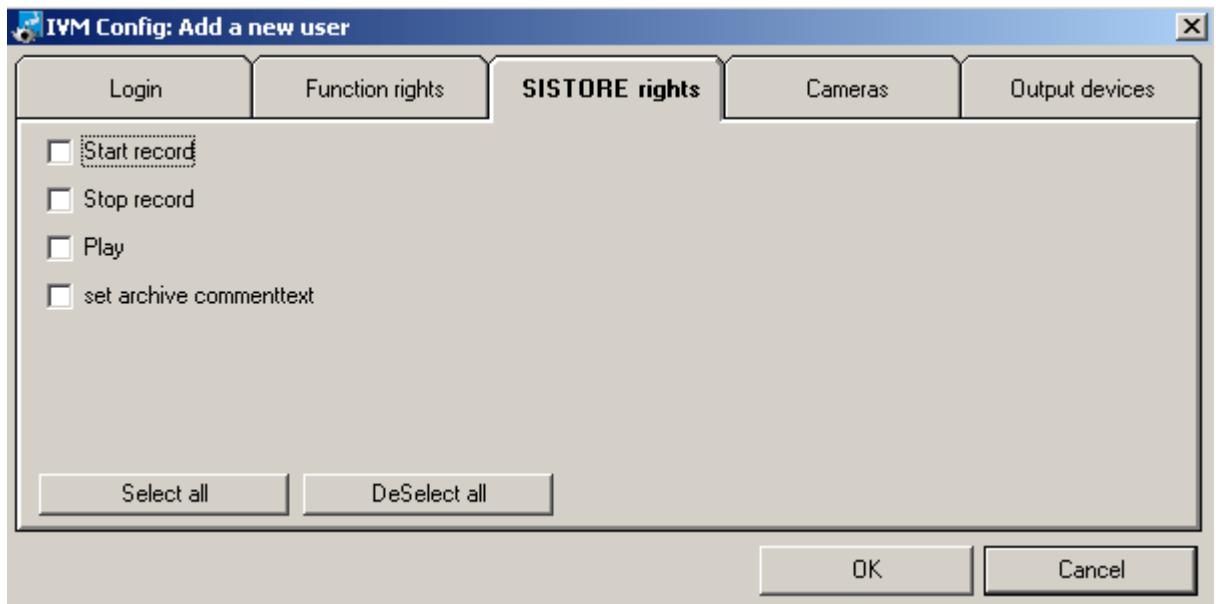 IVM Config: Add a new user
Login Function rights SISTORE rights Cameras Output devices
Start record
Stop record
Play
set archive commenttext
Select all DeSelect all
OK Cancel